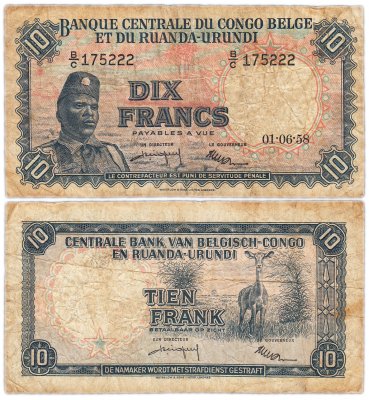 10 BANQUE CENTRALE DU CONGO BELGE 10
ET DU RUANDA-URUNDI
B/C 175222 B/C 175222
DIX
FRANCS
PAYABLES A VUE
01-06-58
UN DIRECTEUR LE GOUVERNEUR
10 10
LE CONTREFACTEUR EST PUNI DE SERVITUDE PENALE
10 10
CENTRALE BANK VAN BELGISCH-CONGO
EN RUANDA-URUNDI
TIEN
FRANK
BETAALBAAR OP ZICHT
EEN DIRECTEUR DE GOUVERNEUR
10 10
DE NAMAKER WORDT MET STRAFDIENST GESTRAFT